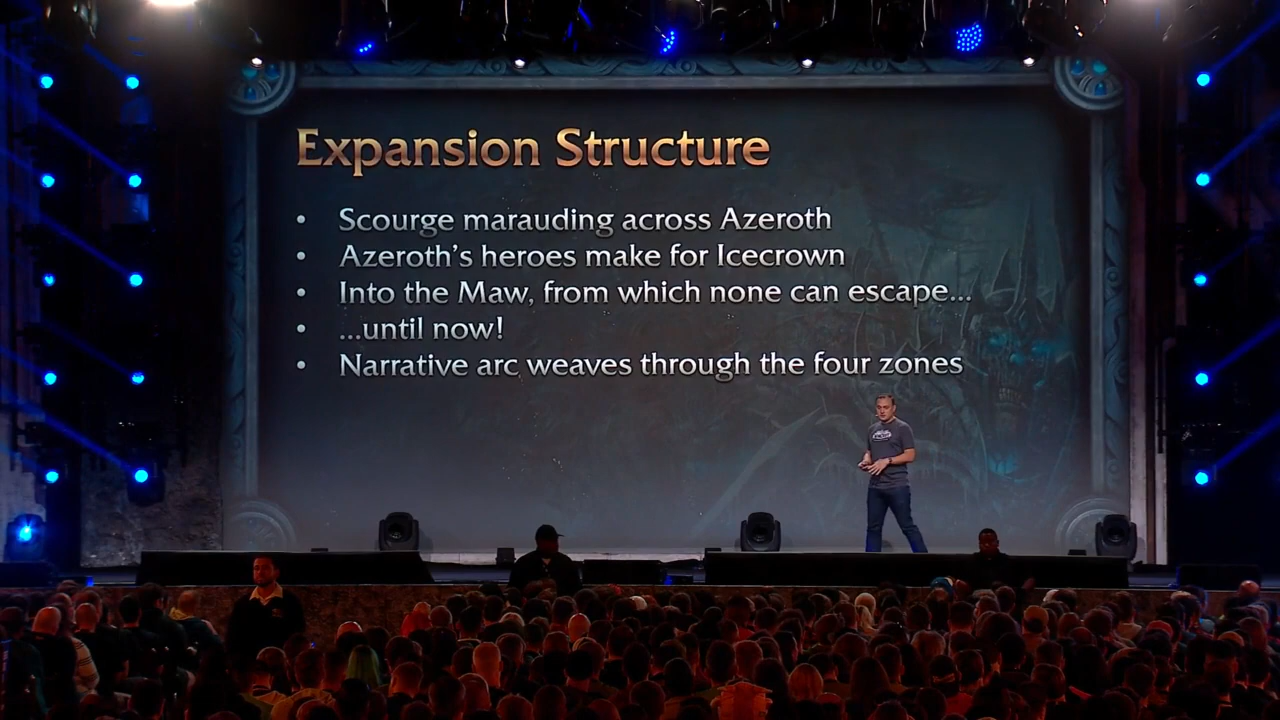 Expansion Structure
• Scourge marauding across Azeroth
• Azeroth's heroes make for Icecrown
• Into the Maw, from which none can escape...
• ...until now!
• Narrative arc weaves through the four zones